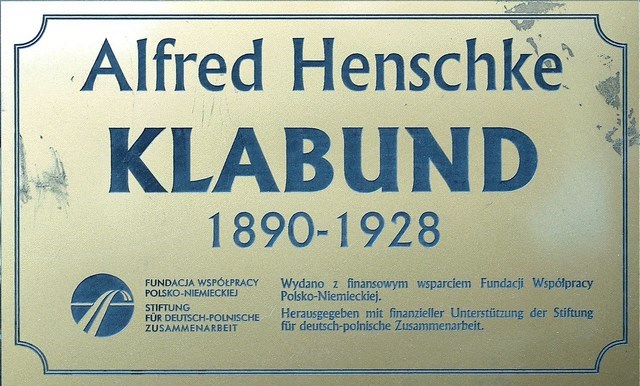 Alfred Henschke
KLABUND
1890-1928
FUNDACJA WSPÓŁPRACY
POLSKO-NIEMIECKIEJ
STIFTUNG
FÜR DEUTSCH-POLNISCHE
ZUSAMMENARBEIT
Wydano z finansowym wsparciem Fundacji Współpracy
Polsko-Niemieckiej.
Herausgegeben mit finanzieller Unterstützung der Stiftung
für deutsch-polnische Zusammenarbeit.